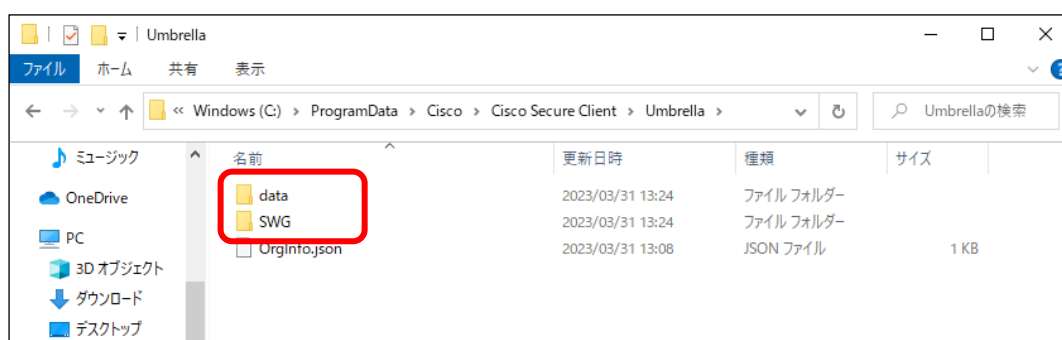 Umbrella
ファイル ホーム 共有 表示
« Windows (C:) › ProgramData › Cisco › Cisco Secure Client › Umbrella › Umbrellaの検索
ミュージック 名前 更新日時 種類 サイズ
OneDrive data 2023/03/31 13:24 ファイル フォルダー
SWG 2023/03/31 13:24 ファイル フォルダー
PC OrgInfo.json 2023/03/31 13:08 JSON ファイル 1 KB
3D オブジェクト
ダウンロード
デスクトップ